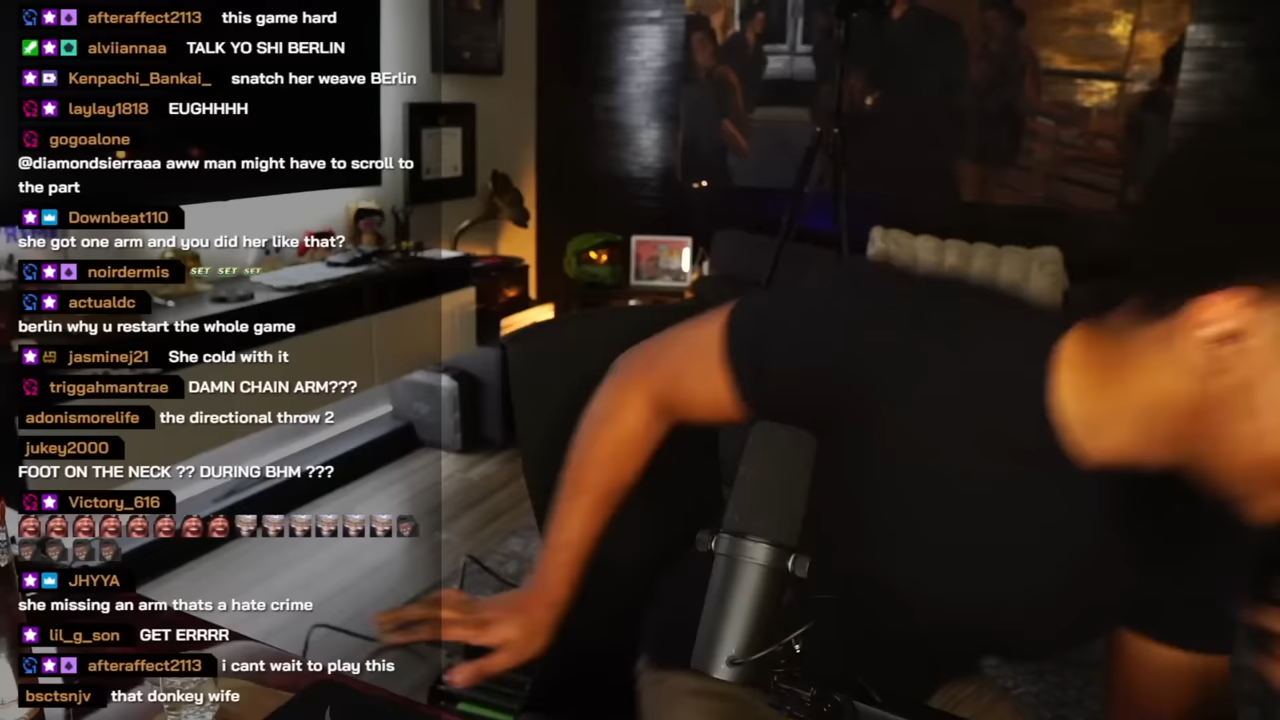 afteraffect2113 this game hard
alviiannaa TALK YO SHI BERLIN
Kenpachi_Bankai_ snatch her weave BErlin
laylay1818 EUGHHHH
gogoalone
@diamondsierraaa aww man might have to scroll to
the part
Downbeat110
she got one arm and you did her like that?
noirdermis SET SET SET
actualdc
berlin why u restart the whole game
jasminej21 She cold with it
triggahmantrae DAMN CHAIN ARM???
adonismorelife the directional throw 2
jukey2000
FOOT ON THE NECK ?? DURING BHM ???
Victory_616
JHYYA
she missing an arm thats a hate crime
lil_g_son GET ERRRR
afteraffect2113 i cant wait to play this
bsctsnjv that donkey wife